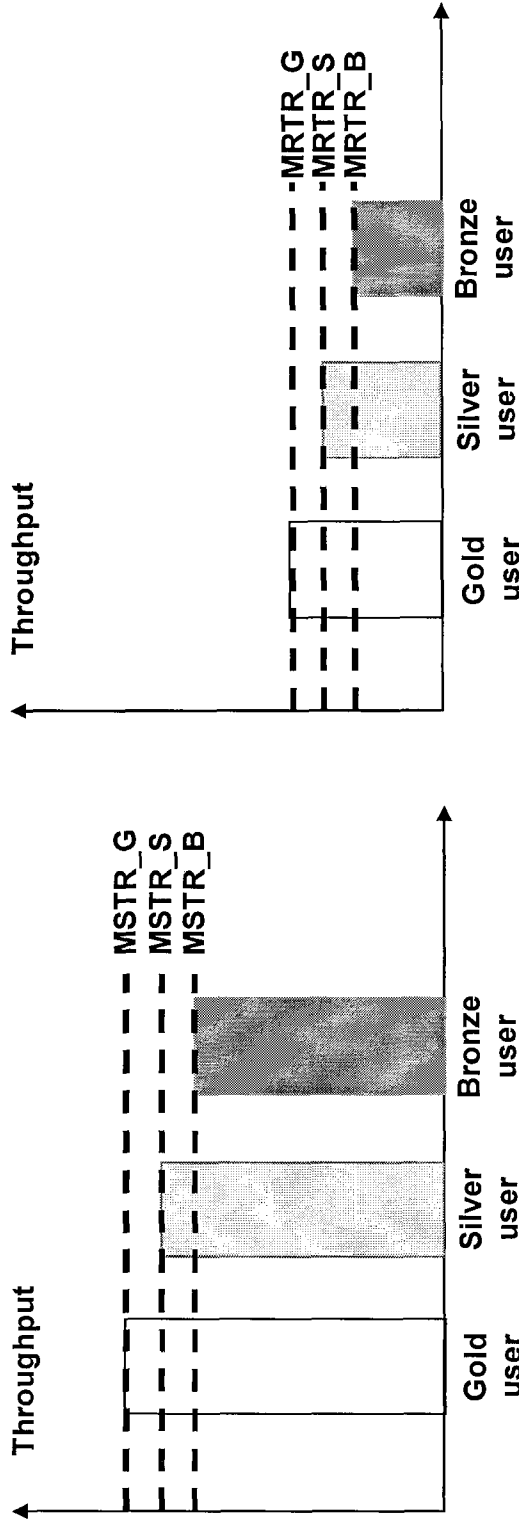 Throughput
MSTR_G
MSTR_S
MSTR_B
Gold
user
Silver
user
Bronze
user
Throughput
MRTR_G
MRTR_S
MRTR_B
Gold
user
Silver
user
Bronze
user